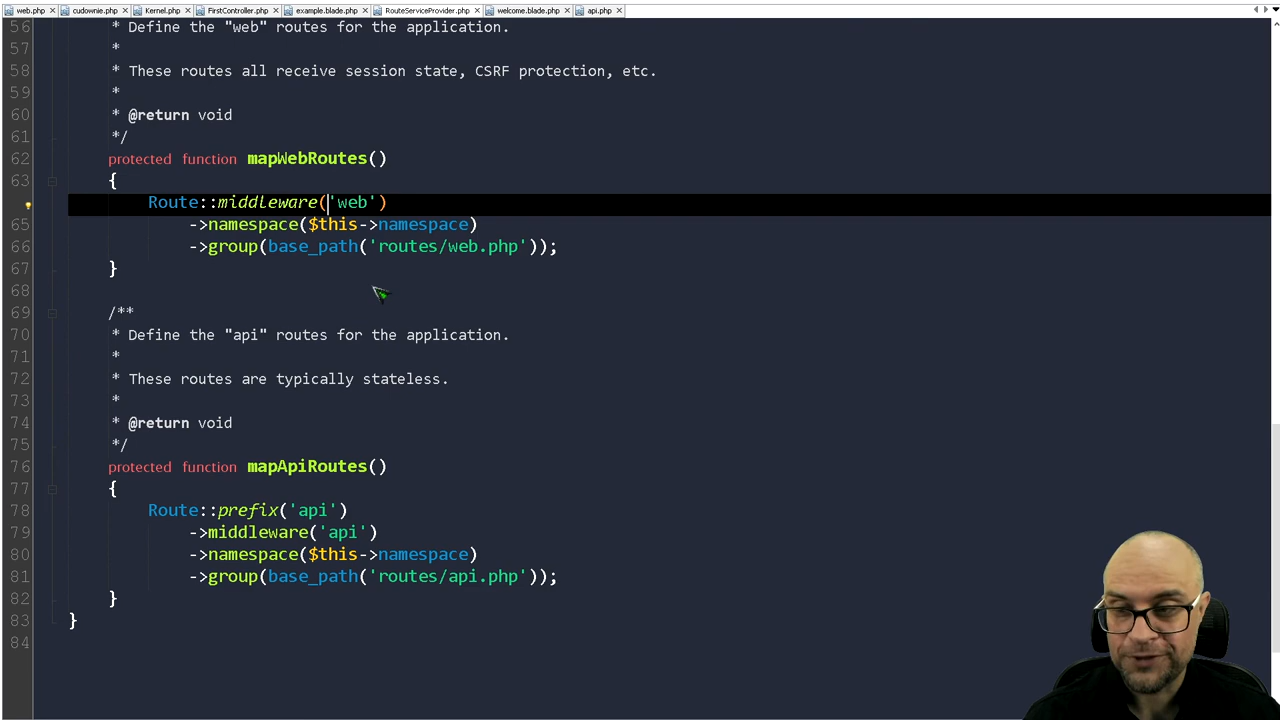 web.php × cudownie.php × Kernel.php × FirstController.php × example.blade.php × RouteServiceProvider.php × welcome.blade.php × api.php ×
56 * Define the "web" routes for the application.
57 *
58 * These routes all receive session state, CSRF protection, etc.
59 *
60 * @return void
61 */
62 protected function mapWebRoutes()
63 {
Route::middleware('web')
65 ->namespace($this->namespace)
66 ->group(base_path('routes/web.php'));
67 }
68
69 /**
70 * Define the "api" routes for the application.
71 *
72 * These routes are typically stateless.
73 *
74 * @return void
75 */
76 protected function mapApiRoutes()
77 {
78 Route::prefix('api')
79 ->middleware('api')
80 ->namespace($this->namespace)
81 ->group(base_path('routes/api.php'));
82 }
83 }
84